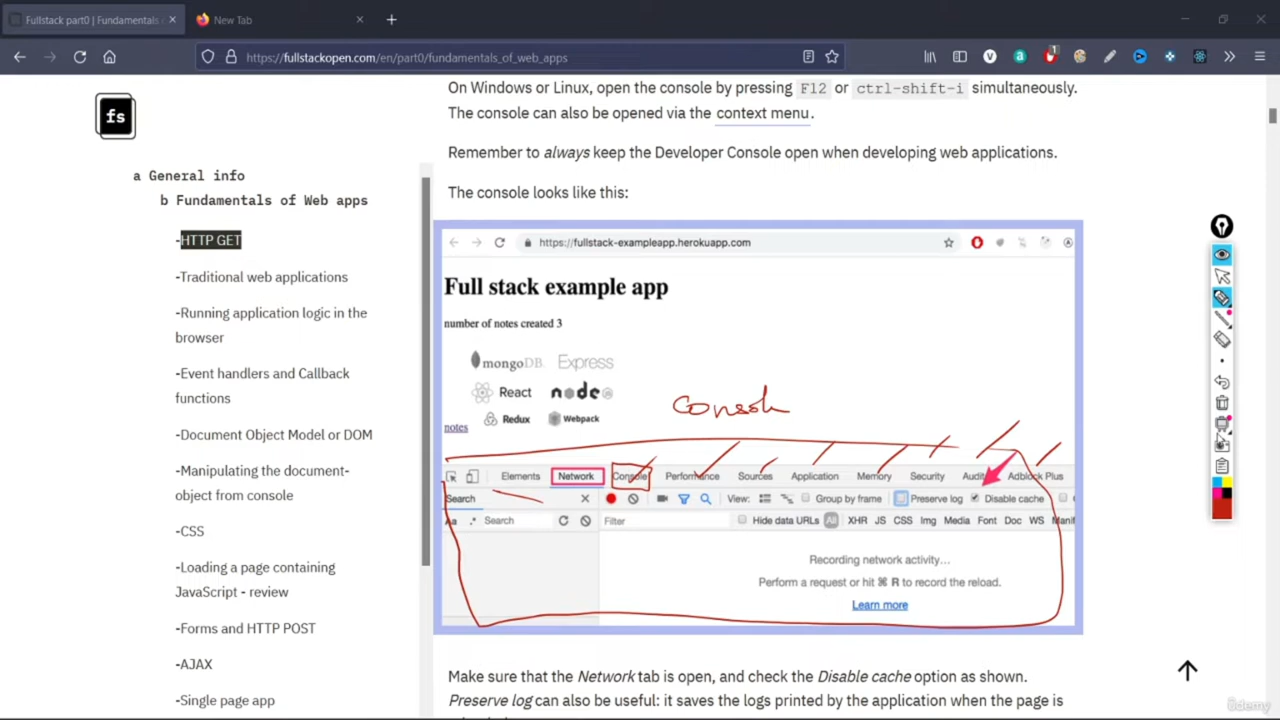 Fullstack part0 | Fundamentals
New Tab
https://fullstackopen.com/en/part0/fundamentals_of_web_apps
fs
a General info
b Fundamentals of Web apps
-HTTP GET
-Traditional web applications
-Running application logic in the
browser
-Event handlers and Callback
functions
-Document Object Model or DOM
-Manipulating the document-
object from console
-CSS
-Loading a page containing
JavaScript - review
-Forms and HTTP POST
-AJAX
-Single page app
On Windows or Linux, open the console by pressing F12 or ctrl-shift-i simultaneously.
The console can also be opened via the context menu.
Remember to always keep the Developer Console open when developing web applications.
The console looks like this:
https://fullstack-exampleapp.herokuapp.com
Full stack example app
number of notes created 3
mongoDB Express
React node
Redux Webpack
notes
Console
Elements Network Console Performance Sources Application Memory Security Audit Adblock Plus
Search View: Group by frame Preserve log Disable cache
Aa .* Search Filter Hide data URLs All XHR JS CSS Img Media Font Doc WS Manif
Recording network activity...
Perform a request or hit ⌘ R to record the reload.
Learn more
Make sure that the Network tab is open, and check the Disable cache option as shown.
Preserve log can also be useful: it saves the logs printed by the application when the page is
ûdemy